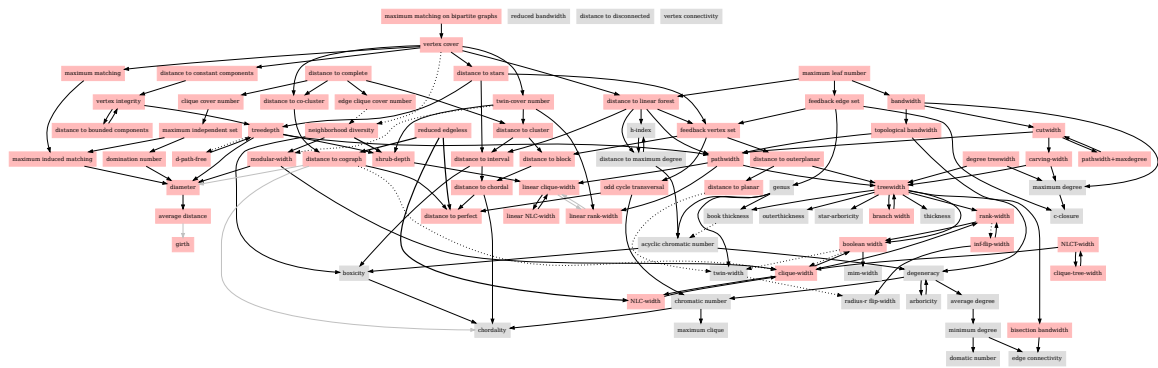 maximum matching on bipartite graphs
reduced bandwidth
distance to disconnected
vertex connectivity
vertex cover
maximum matching
distance to constant components
distance to complete
distance to stars
maximum leaf number
vertex integrity
clique cover number
distance to co-cluster
edge clique cover number
twin-cover number
distance to linear forest
feedback edge set
bandwidth
distance to bounded components
maximum independent set
treedepth
neighborhood diversity
reduced edgeless
distance to cluster
h-index
feedback vertex set
topological bandwidth
cutwidth
maximum induced matching
domination number
d-path-free
modular-width
distance to cograph
shrub-depth
distance to interval
distance to block
distance to maximum degree
pathwidth
distance to outerplanar
degree treewidth
carving-width
pathwidth+maxdegree
diameter
distance to chordal
linear clique-width
odd cycle transversal
distance to planar
genus
treewidth
maximum degree
average distance
distance to perfect
linear NLC-width
linear rank-width
book thickness
outerthickness
star-arboricity
branch width
thickness
rank-width
c-closure
girth
acyclic chromatic number
boolean width
inf-flip-width
NLCT-width
boxicity
twin-width
clique-width
mim-width
degeneracy
clique-tree-width
NLC-width
chromatic number
radius-r flip-width
arboricity
average degree
chordality
maximum clique
minimum degree
bisection bandwidth
domatic number
edge connectivity